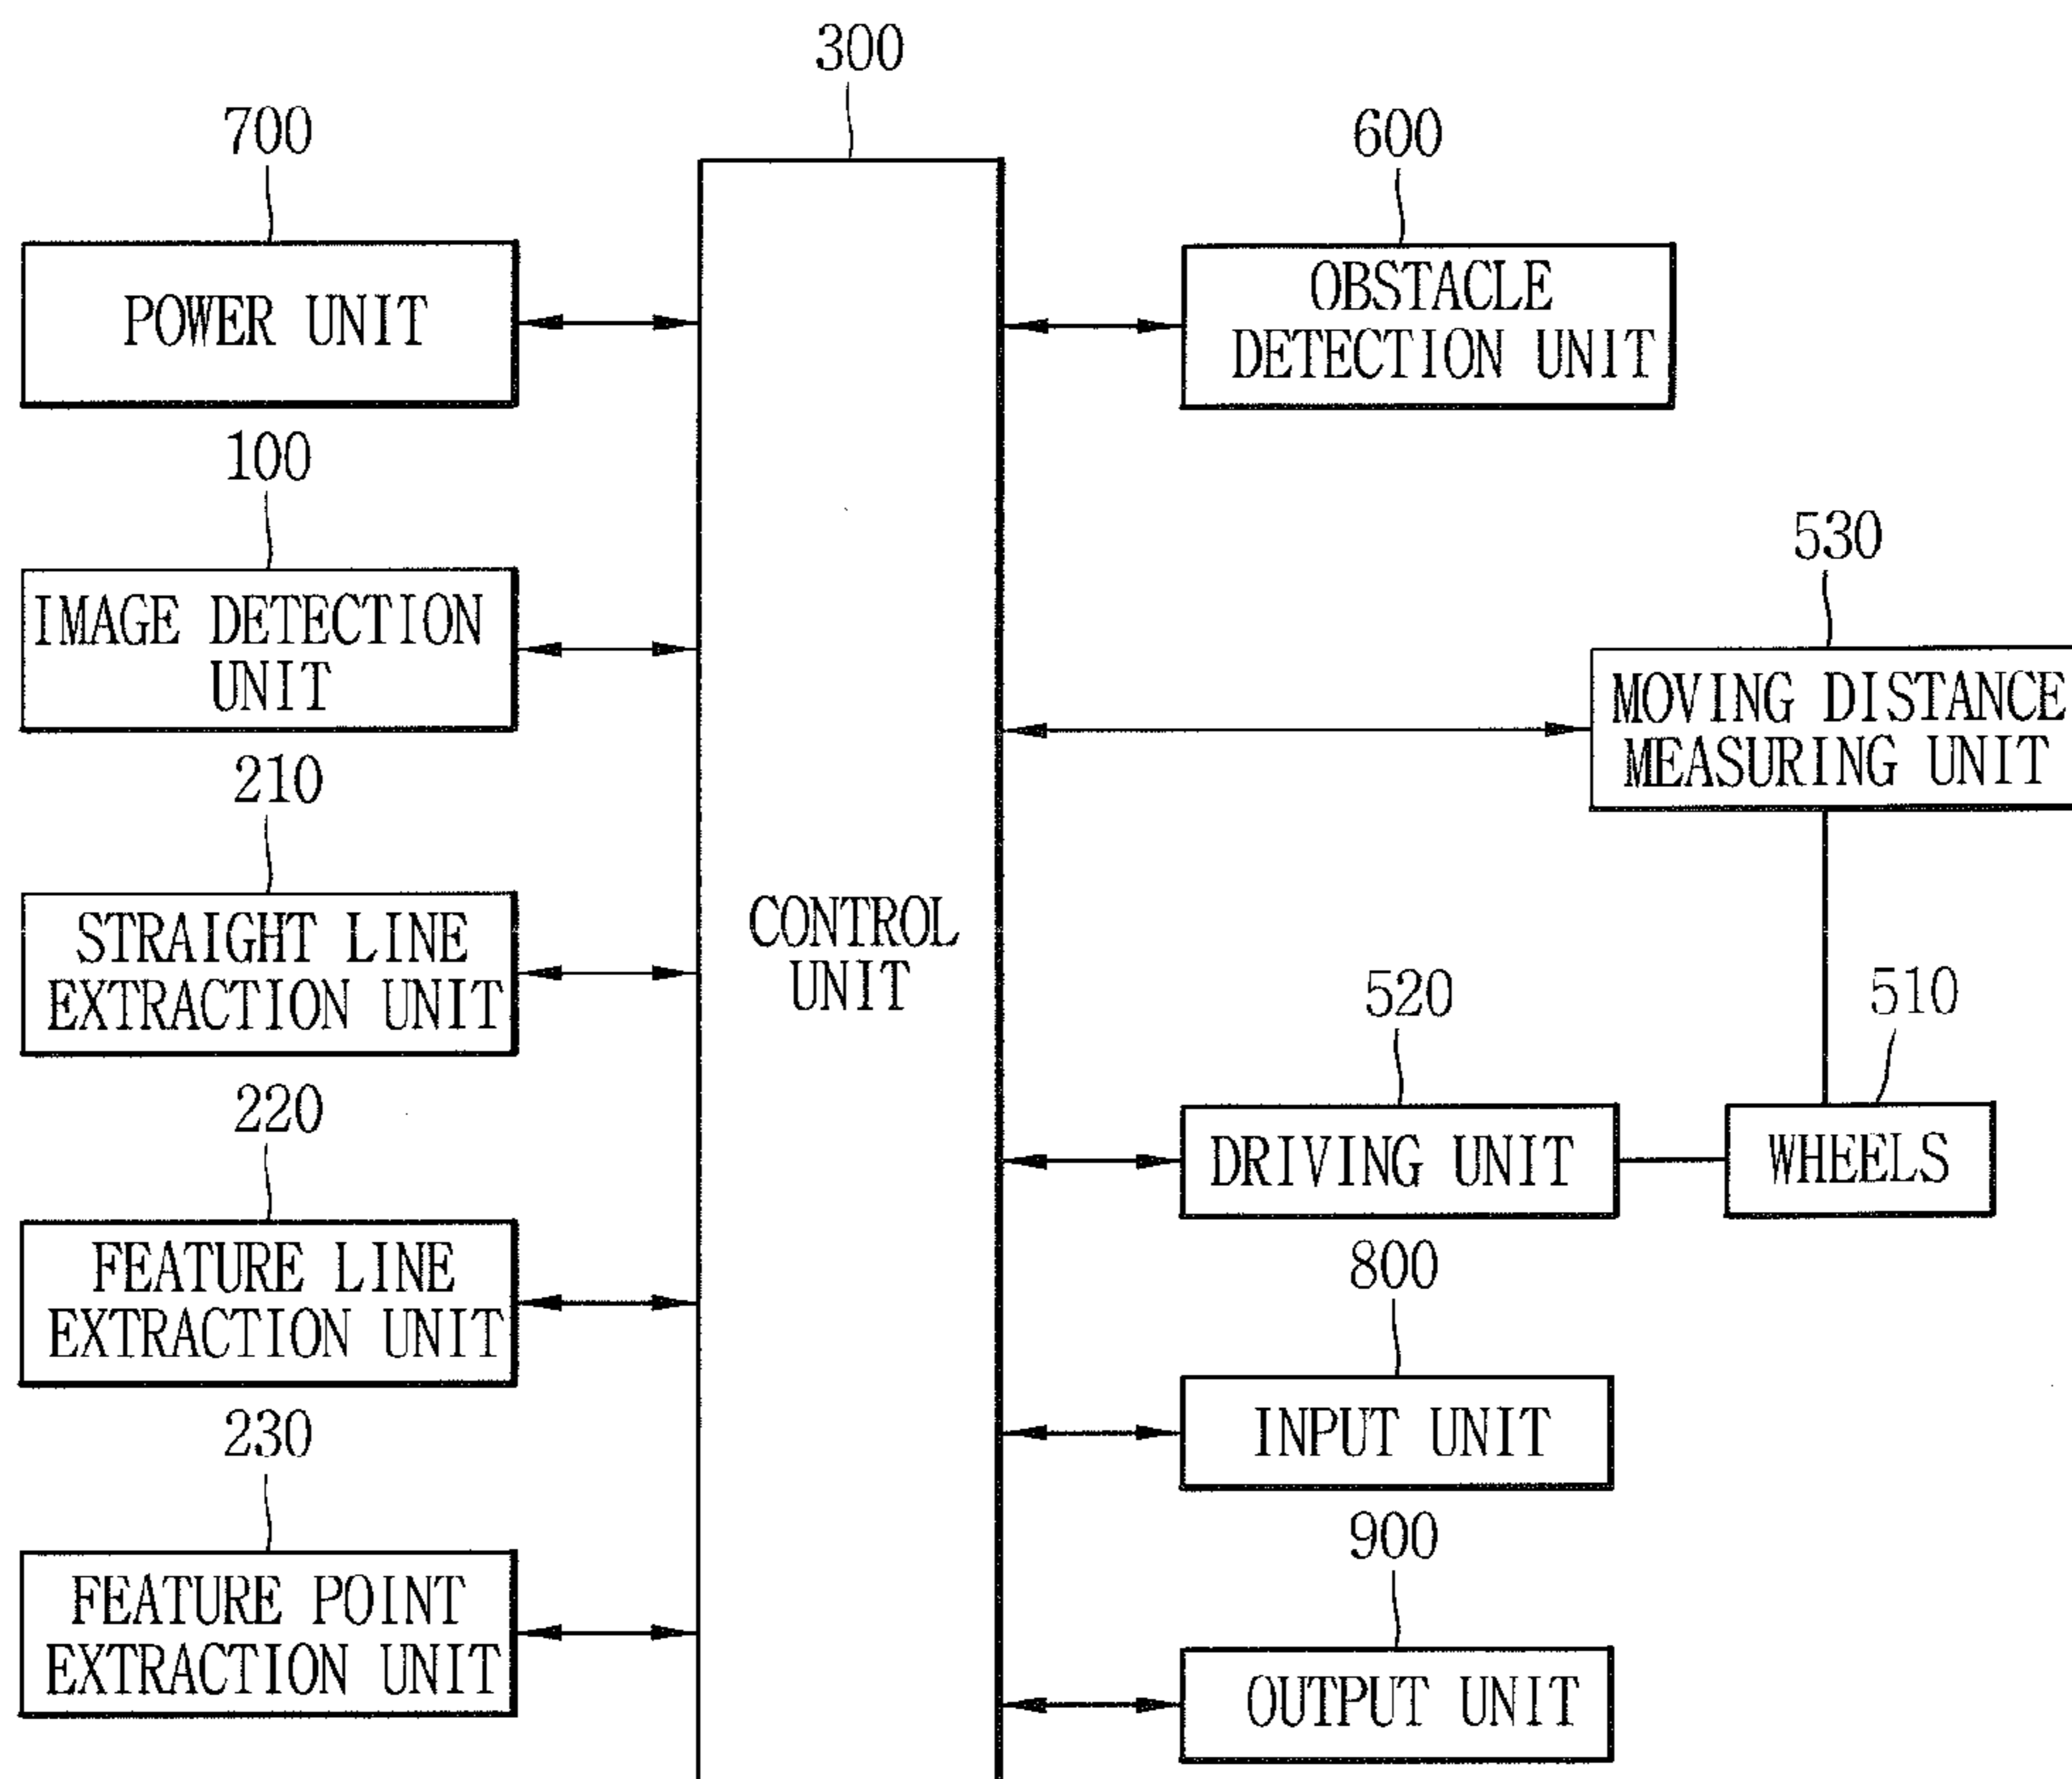 300
700
POWER UNIT
100
IMAGE DETECTION
UNIT
210
STRAIGHT LINE
EXTRACTION UNIT
220
FEATURE LINE
EXTRACTION UNIT
230
FEATURE POINT
EXTRACTION UNIT
CONTROL
UNIT
600
OBSTACLE
DETECTION UNIT
530
MOVING DISTANCE
MEASURING UNIT
520
DRIVING UNIT
510
WHEELS
800
INPUT UNIT
900
OUTPUT UNIT